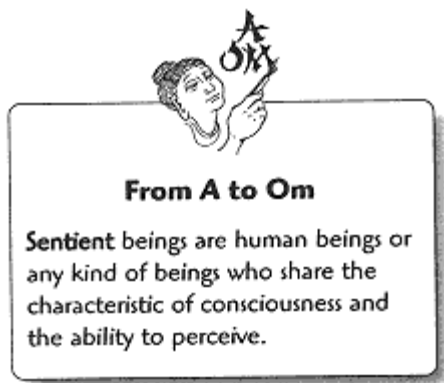 A
OM
From A to Om
Sentient beings are human beings or
any kind of beings who share the
characteristic of consciousness and
the ability to perceive.